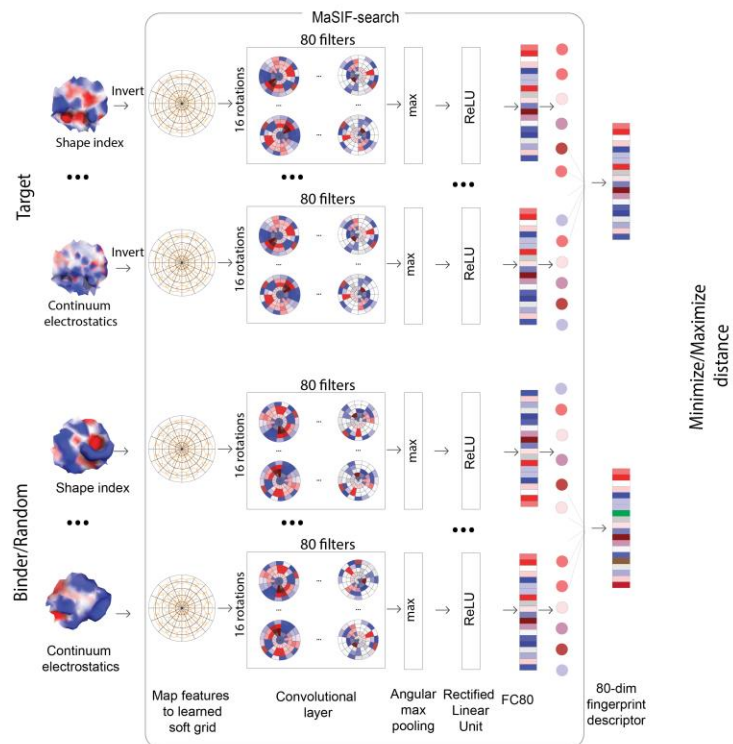 MaSIF-search
80 filters
Invert
16 rotations
max
ReLU
Shape index
...
...
...
...
...
Target
80 filters
Invert
16 rotations
...
...
...
max
ReLU
Continuum
electrostatics
Minimize/Maximize
distance
80 filters
16 rotations
...
...
...
max
ReLU
Shape index
...
...
...
Binder/Random
80 filters
16 rotations
...
...
...
max
ReLU
Continuum
electrostatics
Map features
to learned
soft grid
Convolutional
layer
Angular
max
pooling
Rectified
Linear
Unit
FC80
80-dim
fingerprint
descriptor